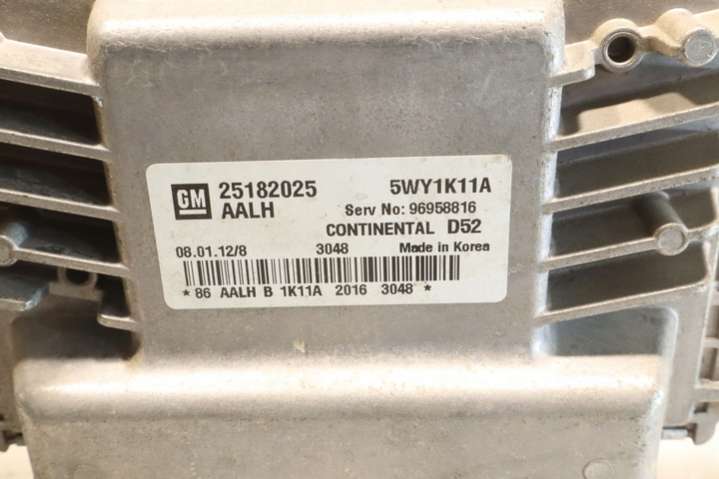 GM 25182025 5WY1K11A
AALH Serv No: 96958816
CONTINENTAL D52
08.01.12/8 3048 Made in Korea
* 86 AALH B 1K11A 2016 3048 *